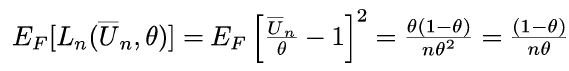 $E_F[L_n(\overline{U}_n, \theta)] = E_F \left[ \frac{\overline{U}_n}{\theta} - 1 \right]^2 = \frac{\theta(1-\theta)}{n\theta^2} = \frac{(1-\theta)}{n\theta}$